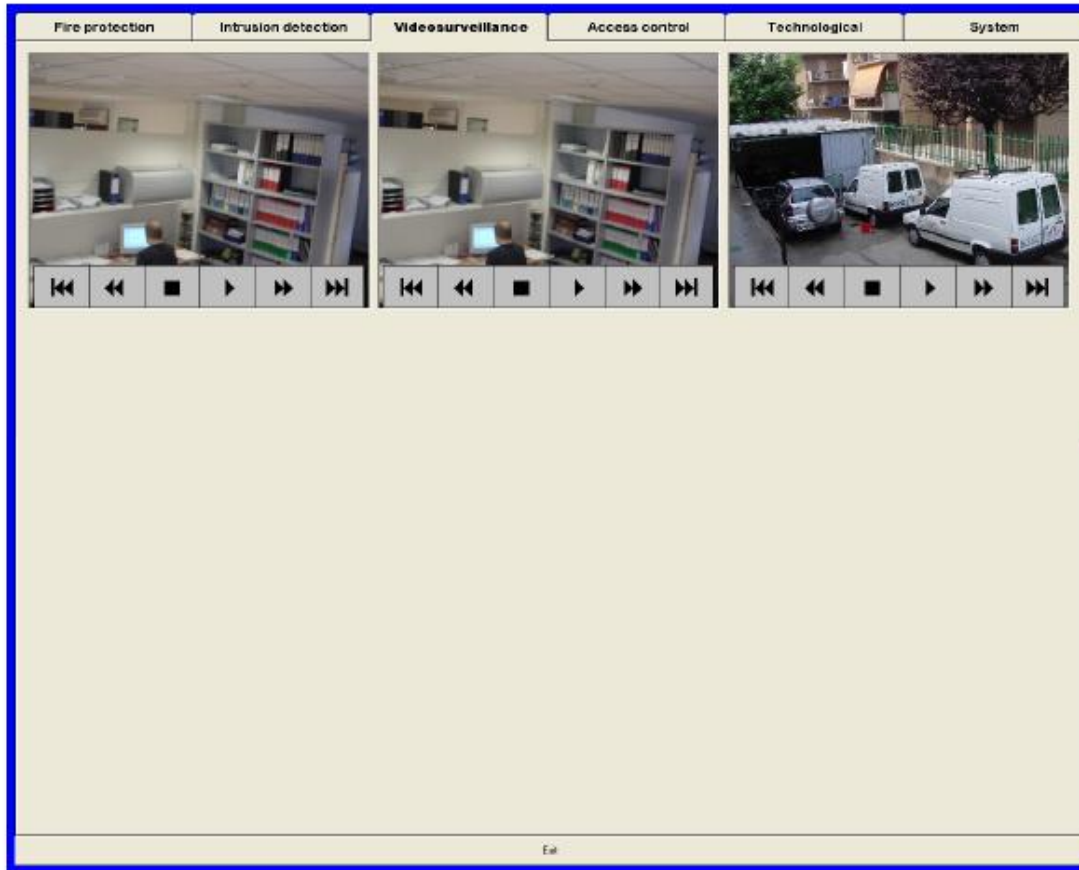 Fire protection
Intrusion detection
Videosurveillance
Access control
Technological
System
Exit